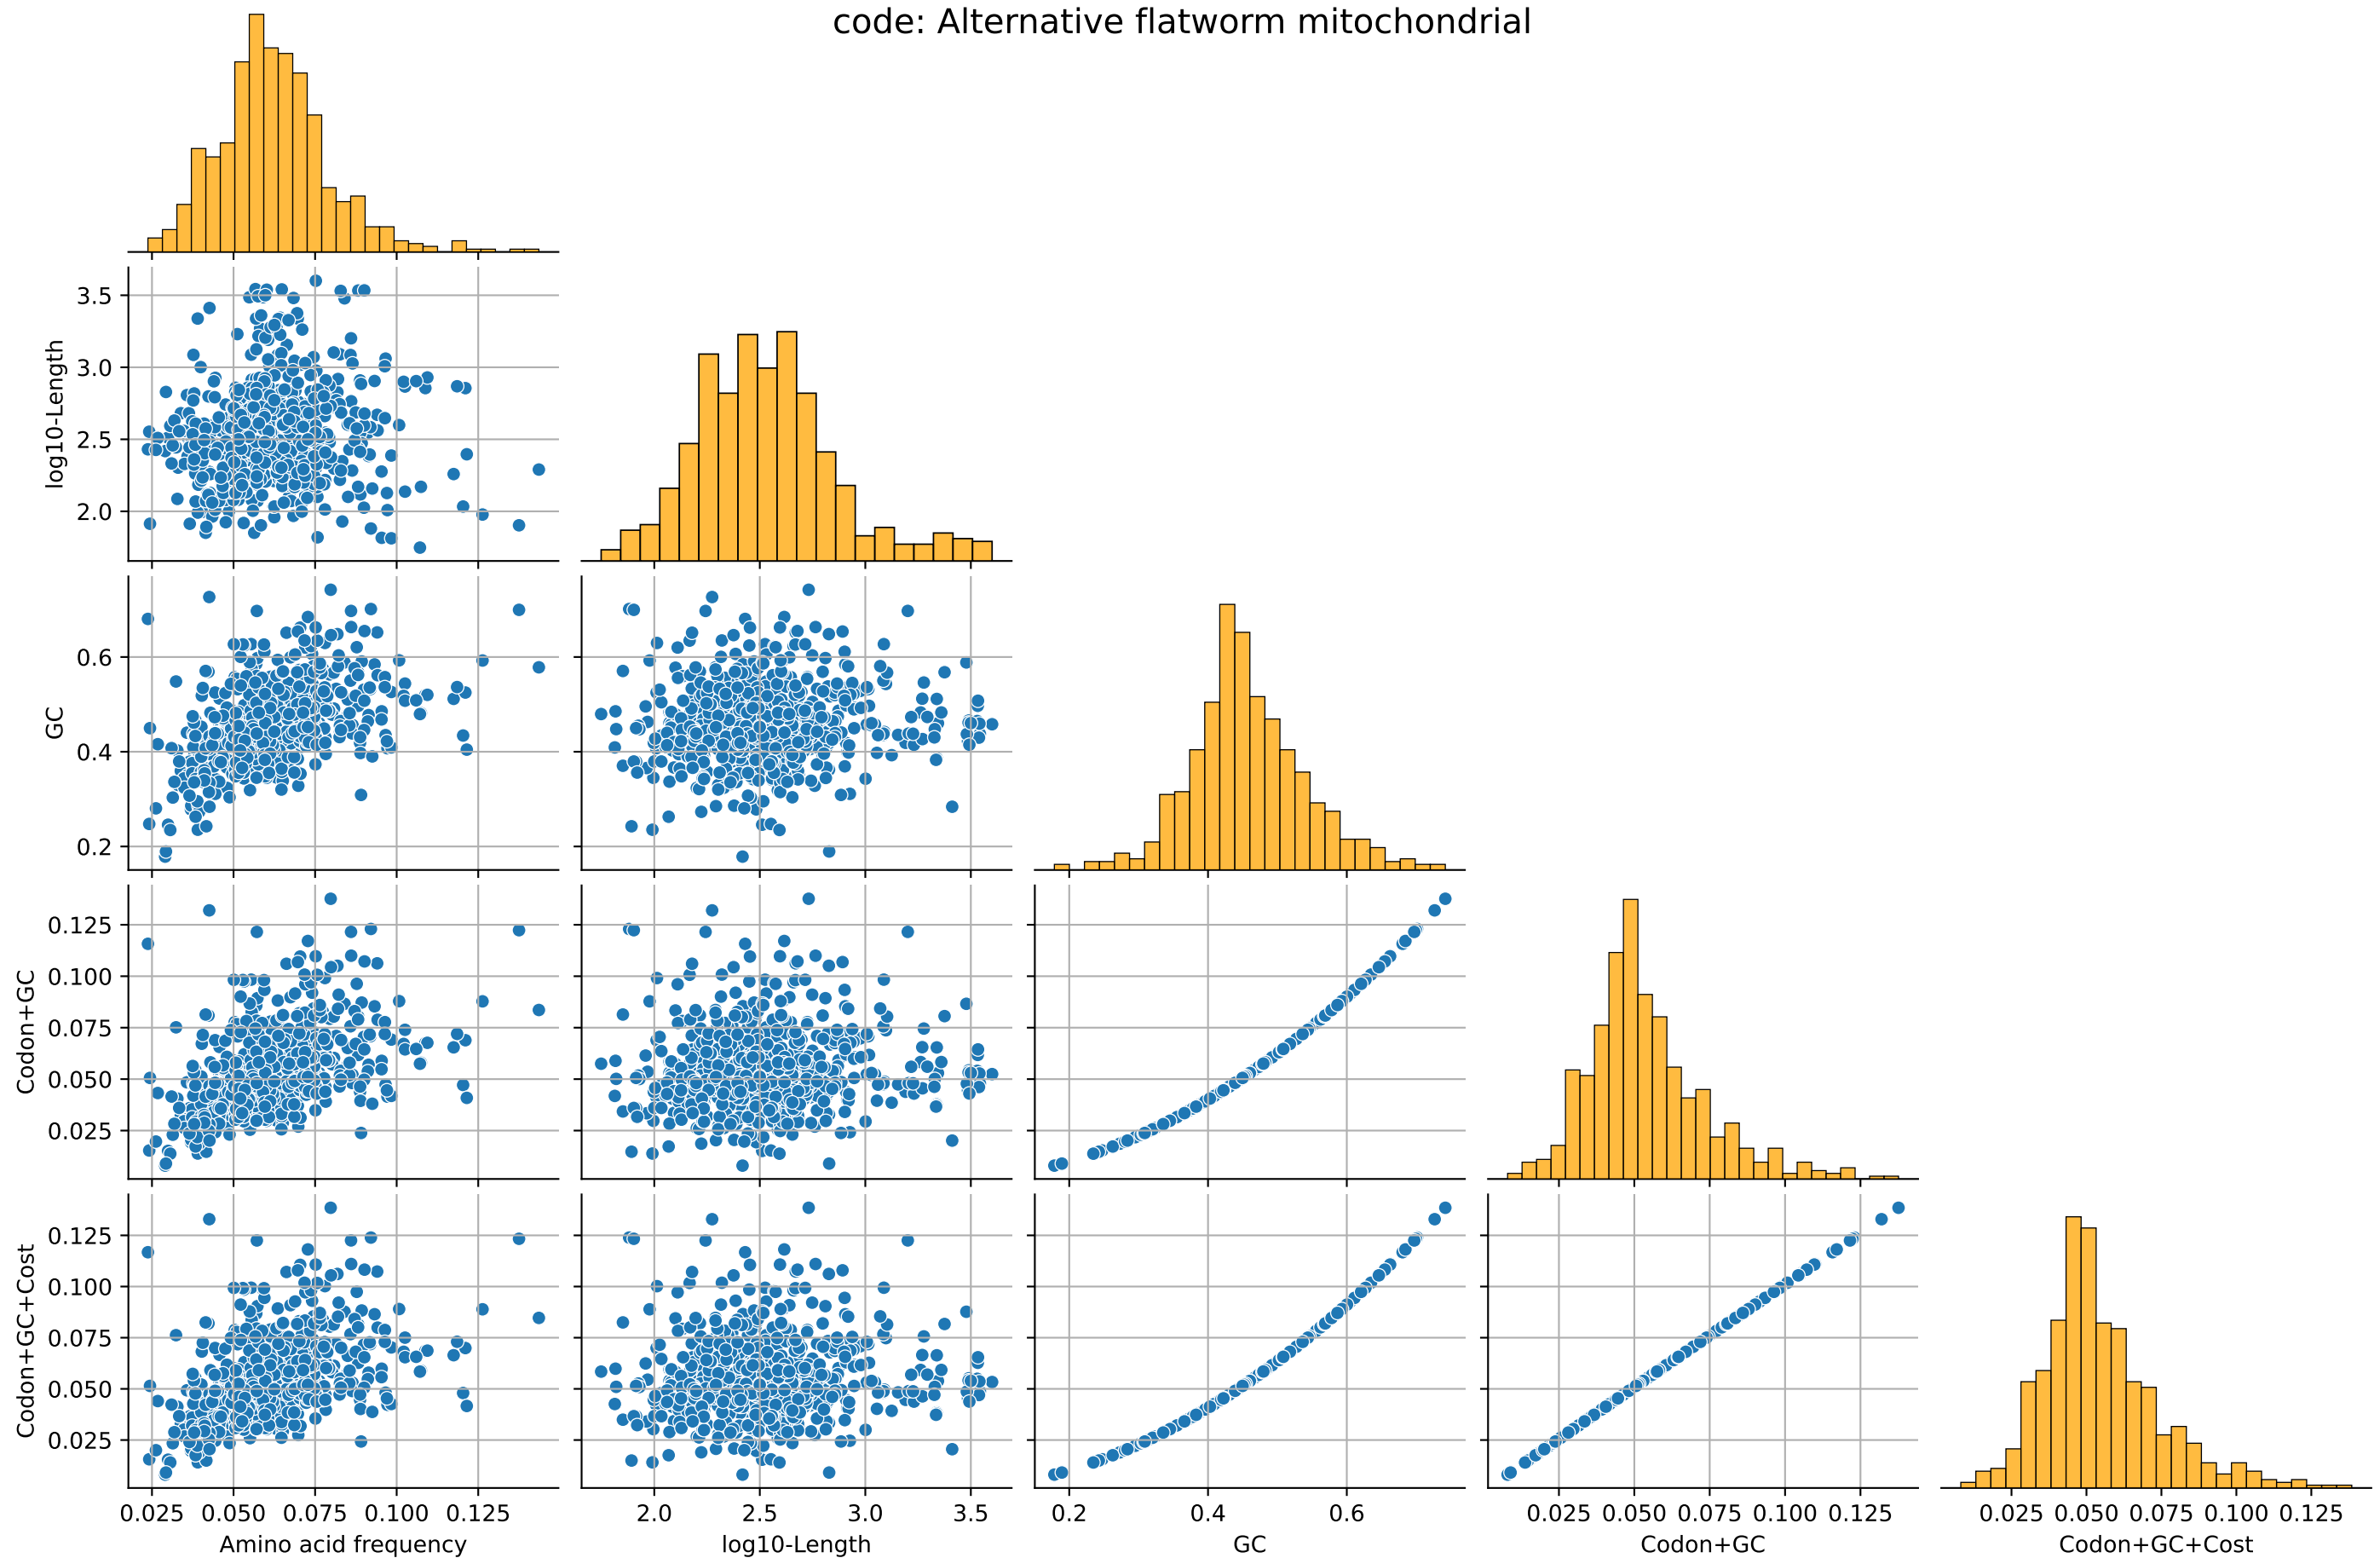 code: Alternative flatworm mitochondrial
3.5
3.0
2.5
2.0
log10-Length
0.6
0.4
0.2
GC
0.125
0.100
0.075
0.050
0.025
Codon+GC
0.125
0.100
0.075
0.050
0.025
Codon+GC+Cost
0.025 0.050 0.075 0.100 0.125
Amino acid frequency
2.0 2.5 3.0 3.5
log10-Length
0.2 0.4 0.6
GC
0.025 0.050 0.075 0.100 0.125
Codon+GC
0.025 0.050 0.075 0.100 0.125
Codon+GC+Cost